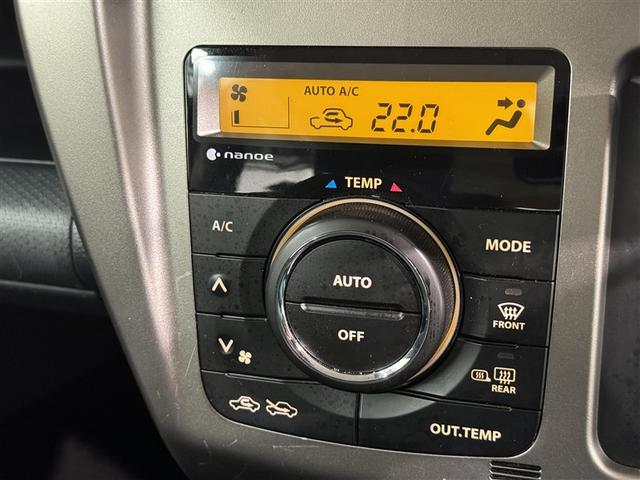 AUTO A/C
22.0
nanoe
TEMP
A/C
MODE
AUTO
OFF
FRONT
REAR
OUT.TEMP